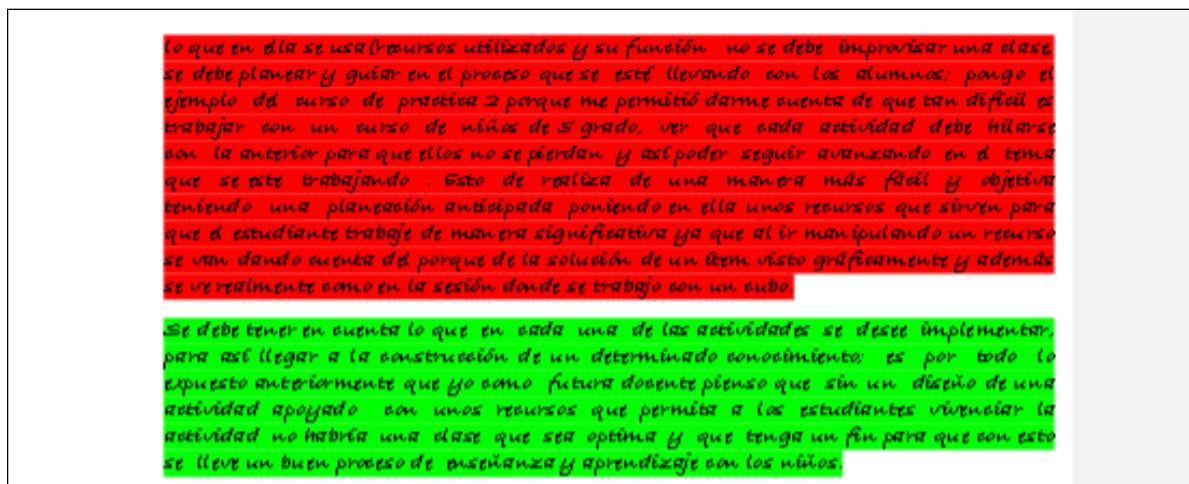 lo que en ella se usa (recursos utilizados y su función no se debe improvisar una clase,
se debe planear y guiar en el proceso que se esté llevando con los alumnos; pongo el
ejemplo del curso de practica 2 porque me permitió darme cuenta de que tan difícil es
trabajar con un curso de niños de 5 grado, ver que cada actividad debe hilarse
con la anterior para que ellos no se pierdan y así poder seguir avanzando en el tema
que se este trabajando . Esto de realiza de una manera más fácil y objetiva
teniendo una planeación anticipada poniendo en ella unos recursos que sirven para
que el estudiante trabaje de manera significativa ya que al ir manipulando un recurso
se van dando cuenta del porque de la solución de un ítem visto gráficamente y además
se ve realmente como en la sesión donde se trabajo con un cubo.
Se debe tener en cuenta lo que en cada una de las actividades se desee implementar,
para así llegar a la construcción de un determinado conocimiento; es por todo lo
expuesto anteriormente que yo como futura docente pienso que sin un diseño de una
actividad apoyado con unos recursos que permita a los estudiantes vivenciar la
actividad no habría una clase que sea optima y que tenga un fin para que con esto
se lleve un buen proceso de enseñanza y aprendizaje con los niños.